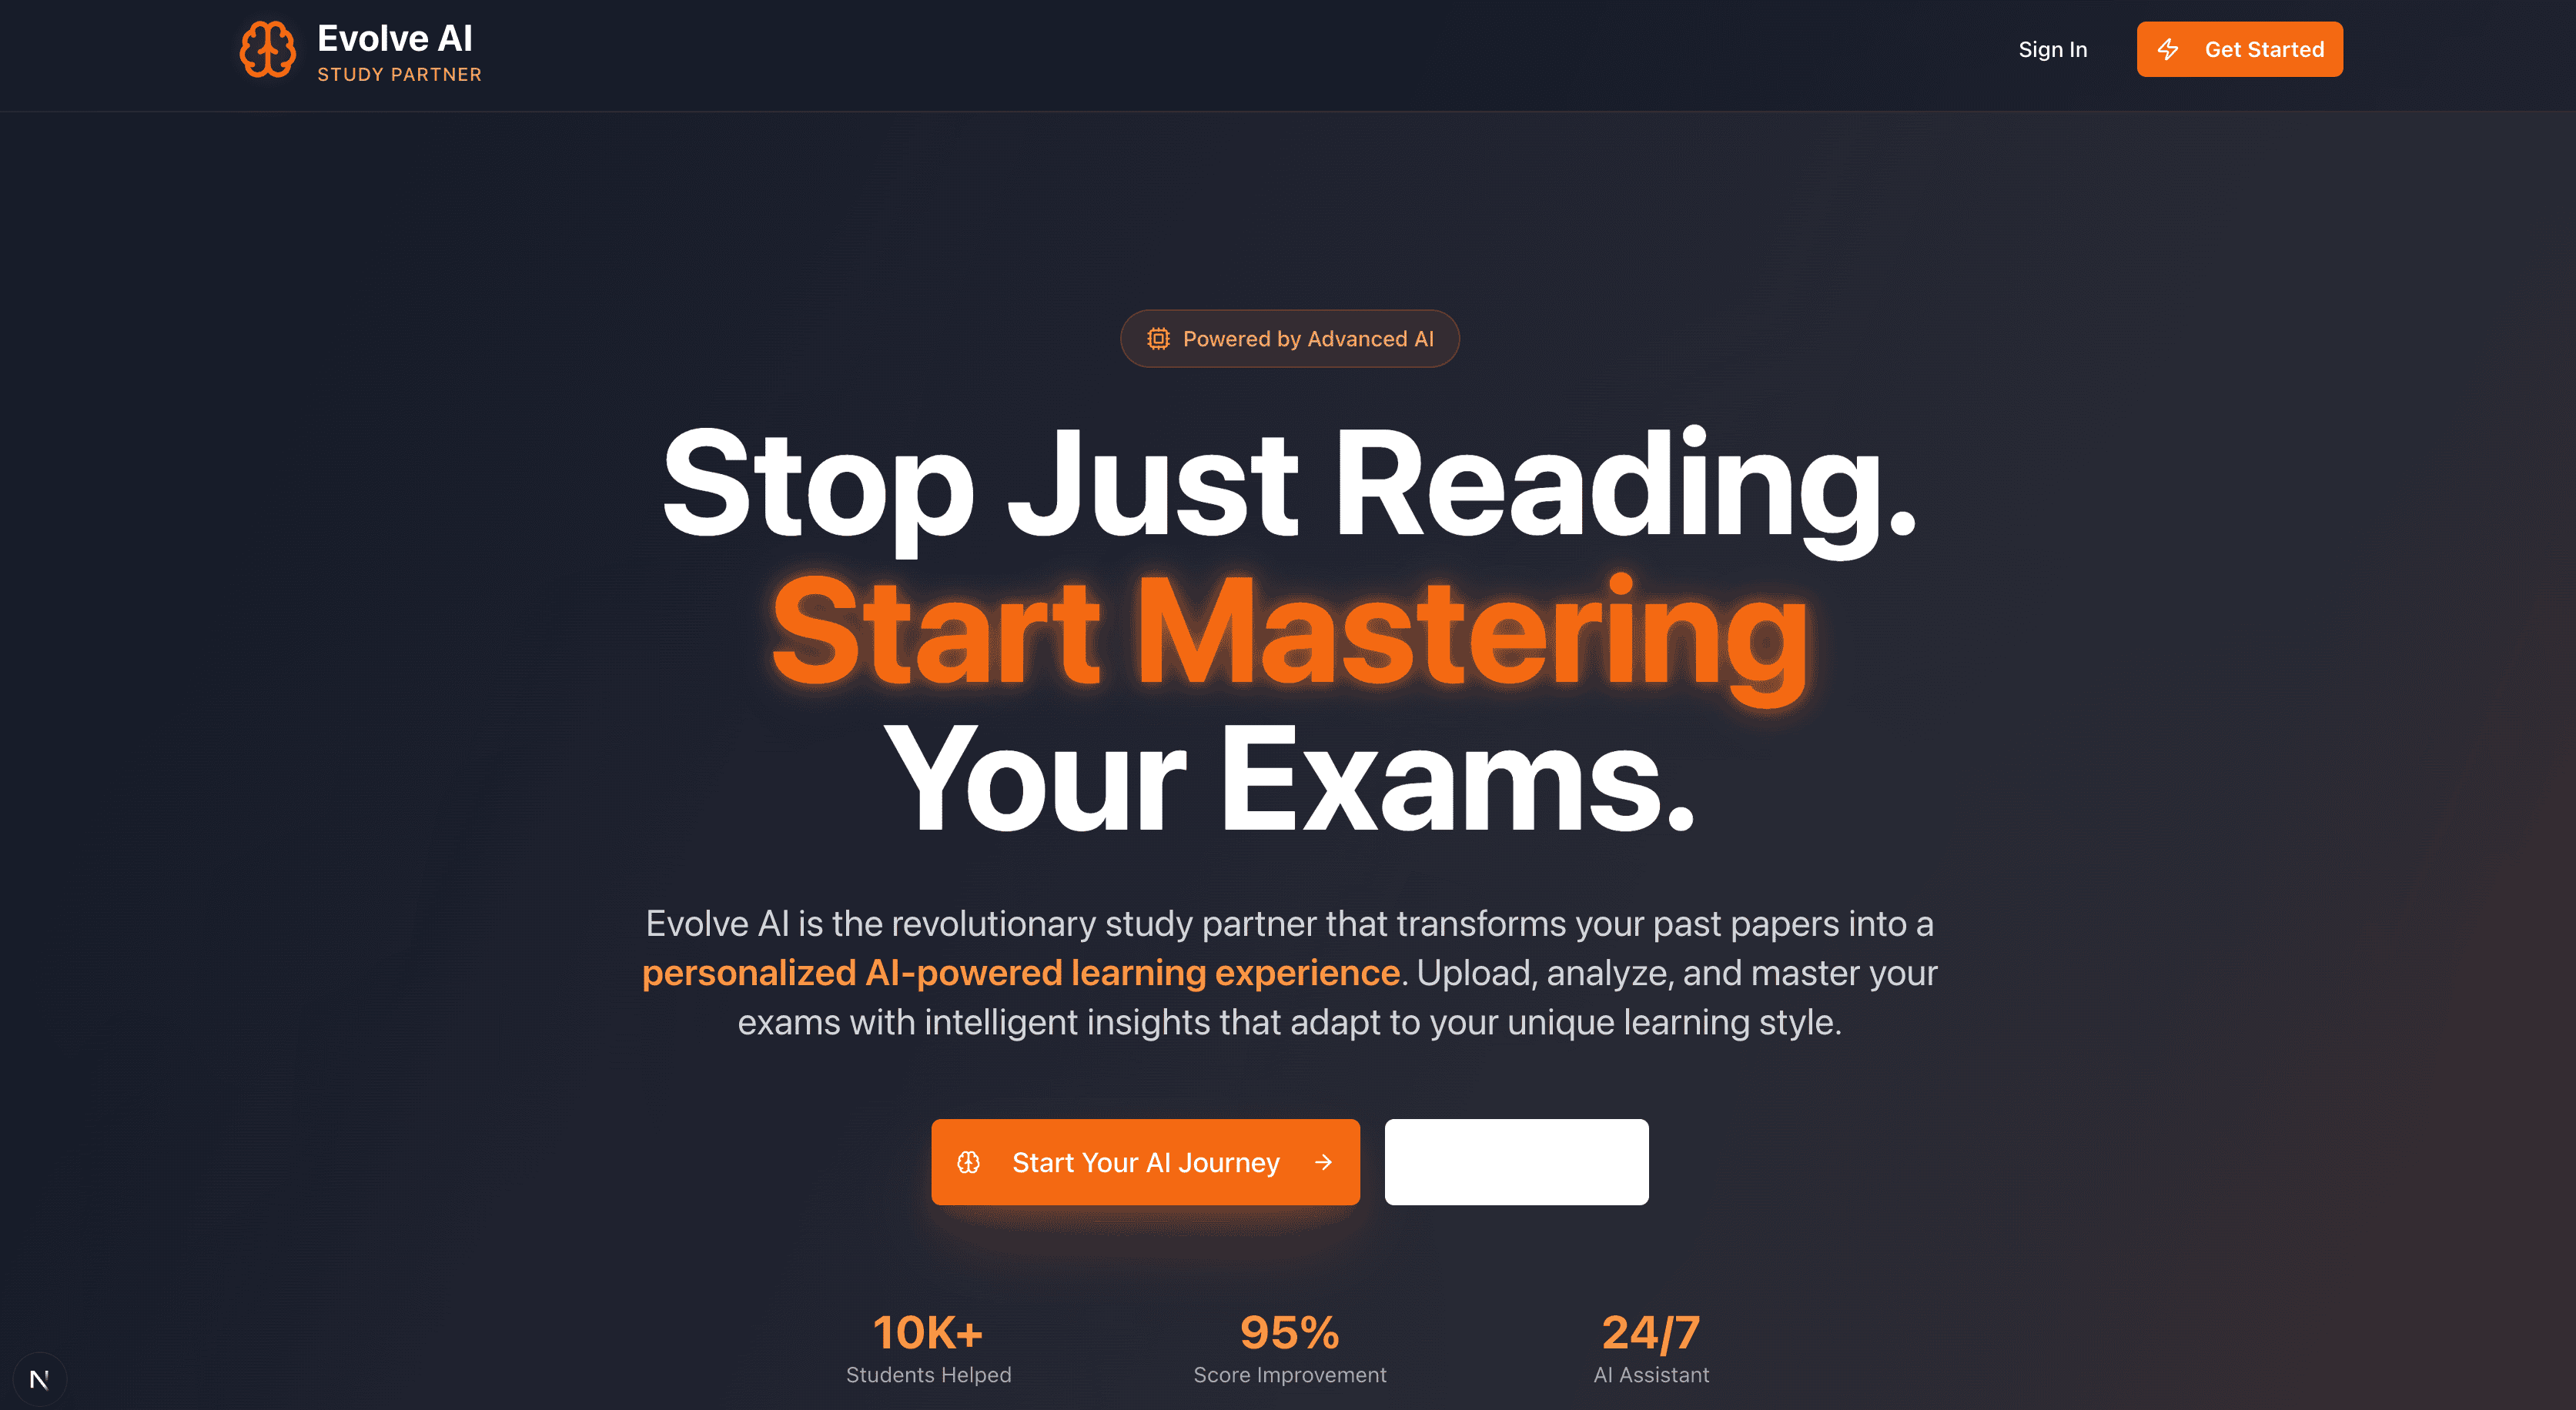 Evolve AI
STUDY PARTNER
Sign In
Get Started
Powered by Advanced AI
Stop Just Reading.
Start Mastering
Your Exams.
Evolve AI is the revolutionary study partner that transforms your past papers into a
personalized AI-powered learning experience. Upload, analyze, and master your
exams with intelligent insights that adapt to your unique learning style.
Start Your AI Journey →
10K+
Students Helped
95%
Score Improvement
24/7
AI Assistant
N